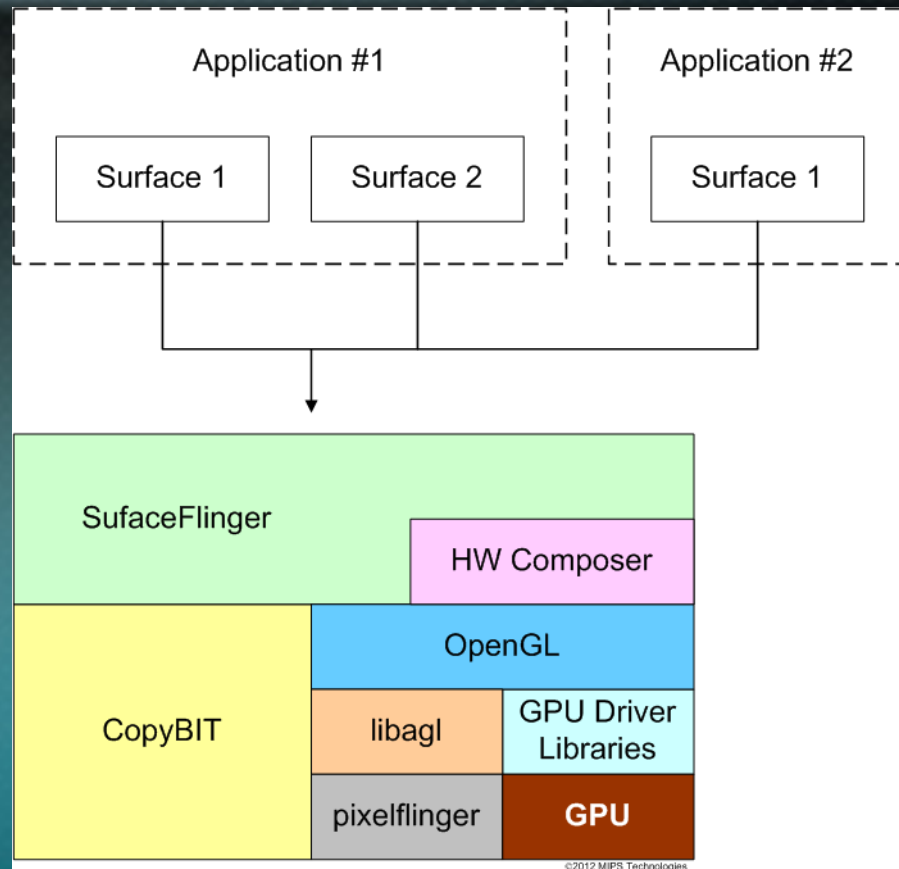 Application #1
Application #2
Surface 1
Surface 2
Surface 1
SufaceFlinger
HW Composer
OpenGL
CopyBIT
libagl
GPU Driver
Libraries
pixelflinger
GPU
©2012 MIPS Technologies